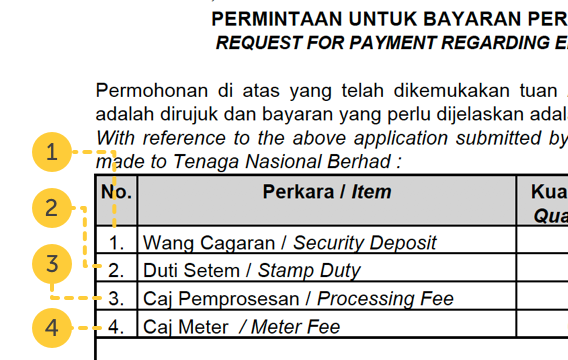 PERMINTAAN UNTUK BAYARAN PER
REQUEST FOR PAYMENT REGARDING E
Permohonan di atas yang telah dikemukakan tuan
adalah dirujuk dan bayaran yang perlu dijelaskan adal
With reference to the above application submitted by
made to Tenaga Nasional Berhad :
No. Perkara / Item Kua
Qua
1. Wang Cagaran / Security Deposit
2. Duti Setem / Stamp Duty
3. Caj Pemprosesan / Processing Fee
4. Caj Meter / Meter Fee
1
2
3
4